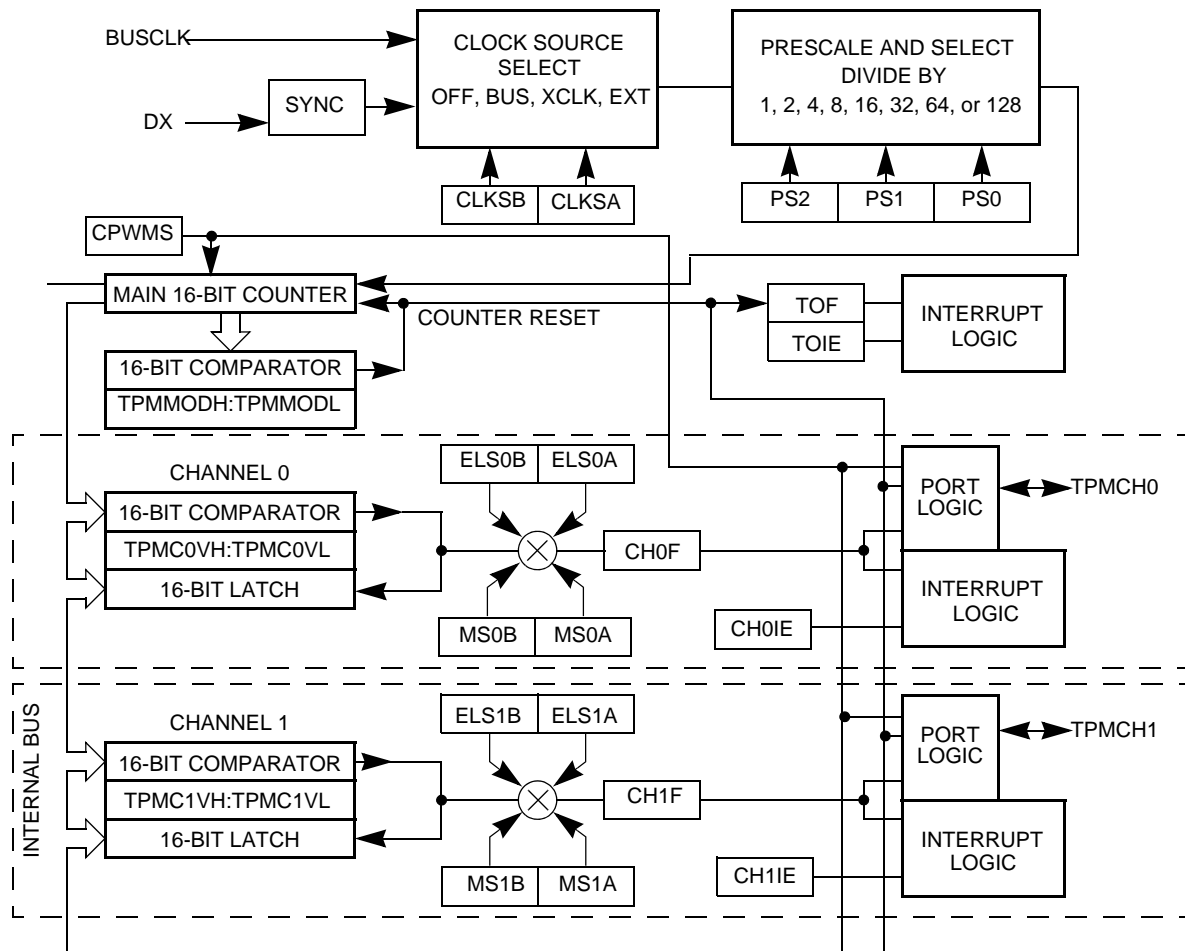 BUSCLK
CLOCK SOURCE
SELECT
OFF, BUS, XCLK, EXT
PRESCALE AND SELECT
DIVIDE BY
1, 2, 4, 8, 16, 32, 64, or 128
SYNC
DX
CLKSB
CLKSA
PS2
PS1
PS0
CPWMS
MAIN 16-BIT COUNTER
COUNTER RESET
TOF
TOIE
INTERRUPT
LOGIC
16-BIT COMPARATOR
TPMMODH:TPMMODL
CHANNEL 0
ELS0B
ELS0A
PORT
LOGIC
TPMCH0
16-BIT COMPARATOR
TPMC0VH:TPMC0VL
16-BIT LATCH
CH0F
INTERRUPT
LOGIC
MS0B
MS0A
CH0IE
INTERNAL BUS
CHANNEL 1
ELS1B
ELS1A
PORT
LOGIC
TPMCH1
16-BIT COMPARATOR
TPMC1VH:TPMC1VL
16-BIT LATCH
CH1F
INTERRUPT
LOGIC
MS1B
MS1A
CH1IE